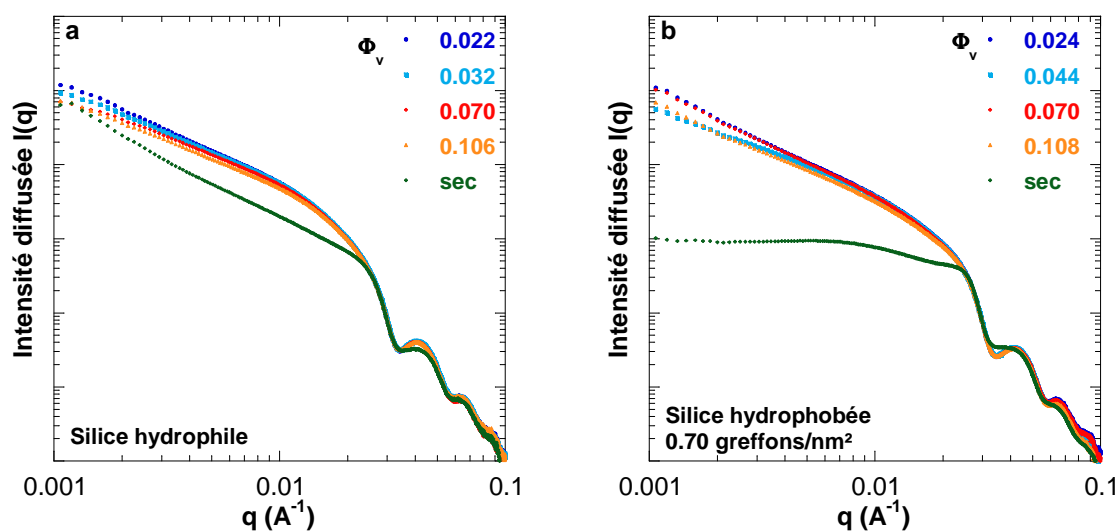 a
Φv
0.022
0.032
0.070
0.106
sec
Intensité diffusée I(q)
Silice hydrophile
0.001
0.01
0.1
q (A⁻¹)
b
Φv
0.024
0.044
0.070
0.108
sec
Intensité diffusée I(q)
Silice hydrophobée
0.70 greffons/nm²
0.001
0.01
0.1
q (A⁻¹)